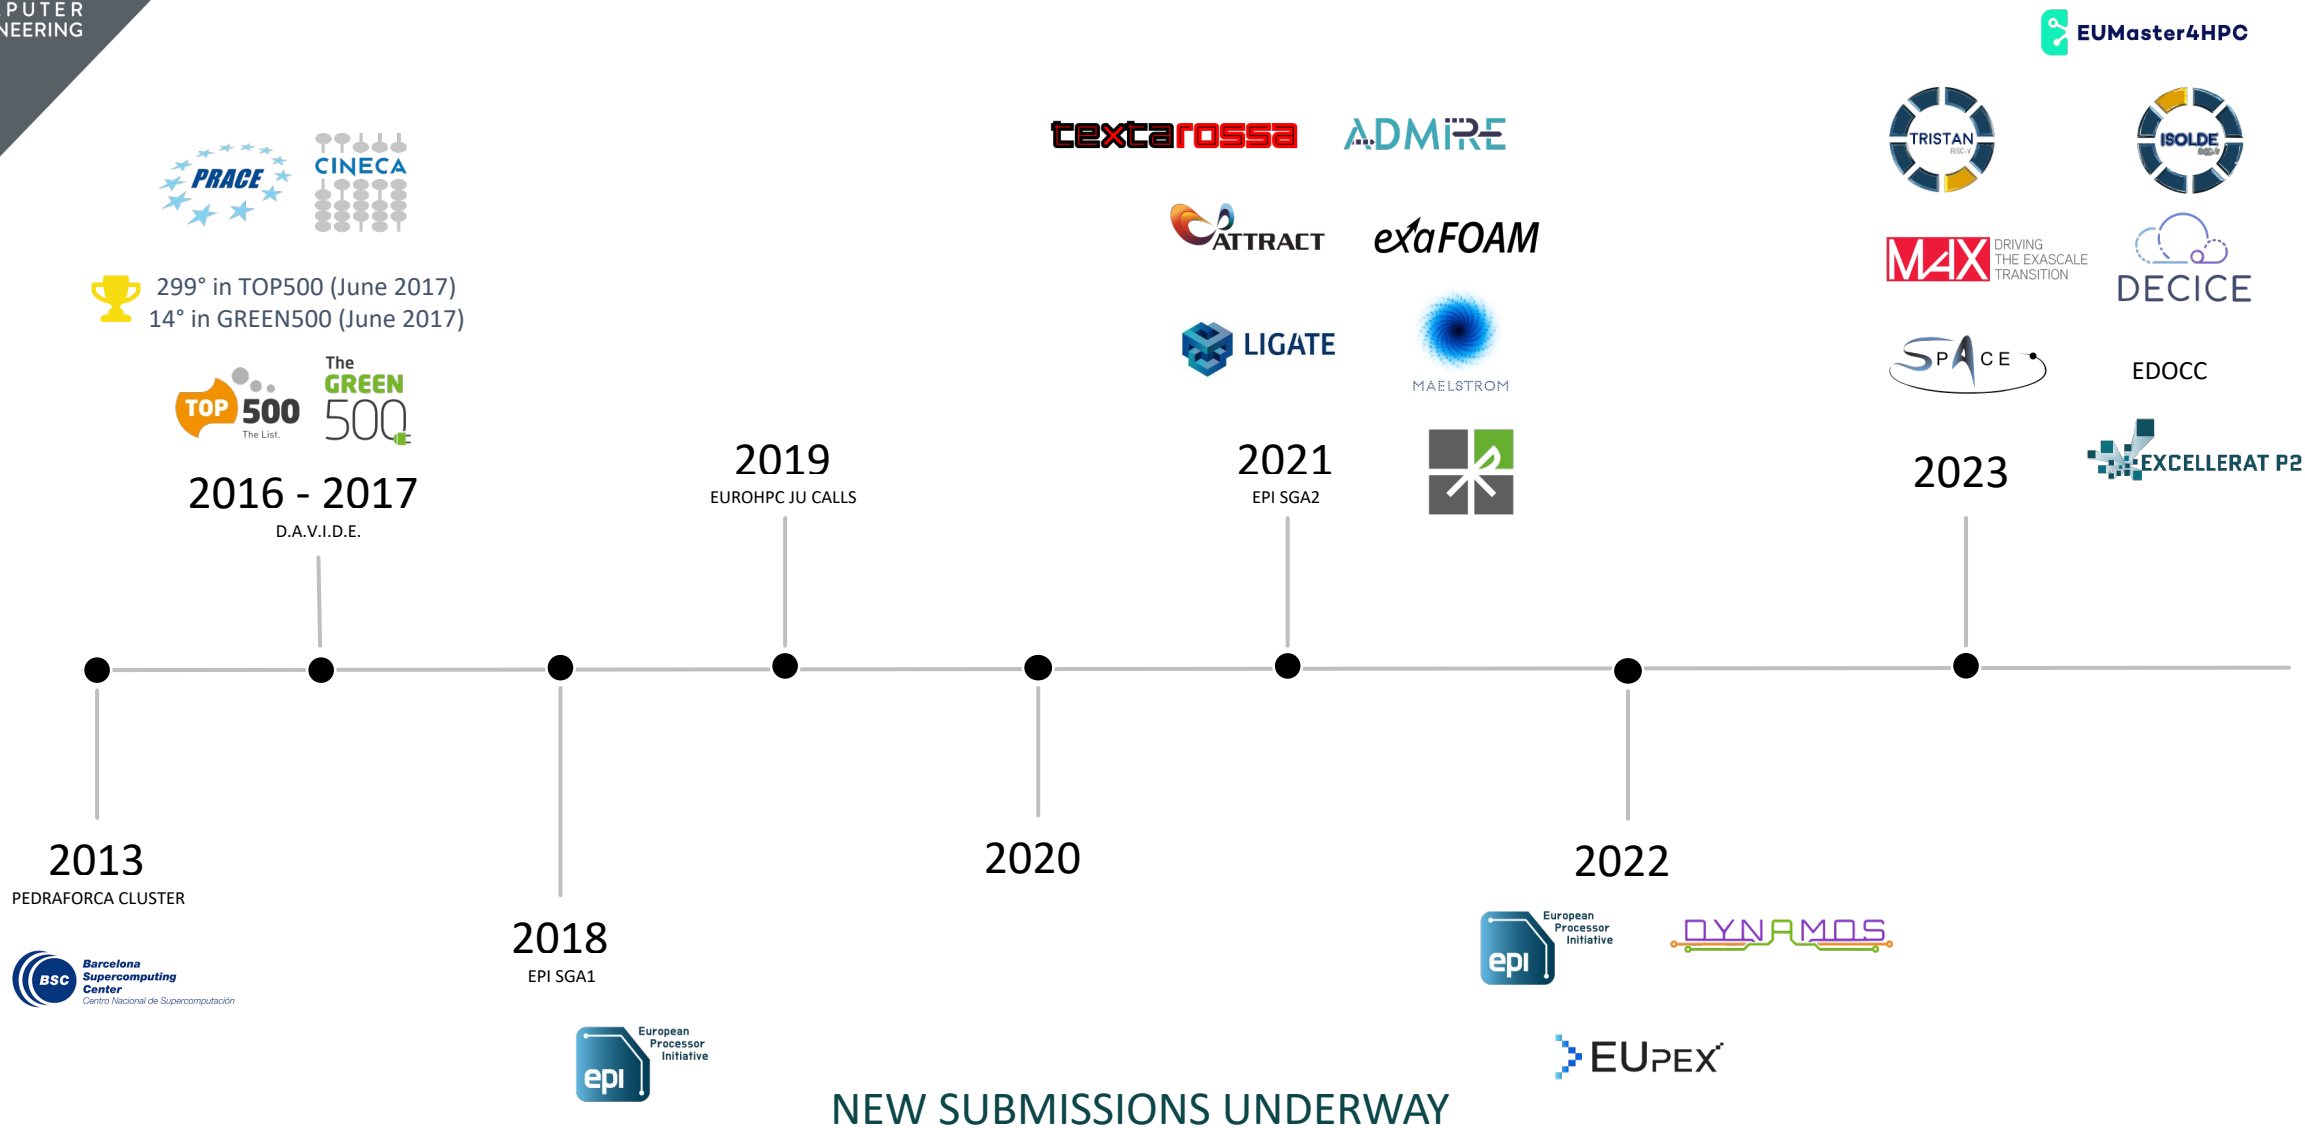 PUTER
NEERING
EUMaster4HPC
PRACE
CINECA
299° in TOP500 (June 2017)
14° in GREEN500 (June 2017)
TOP 500
The List.
The
GREEN
500
2016 - 2017
D.A.V.I.D.E.
2019
EUROHPC JU CALLS
textarossa
ADMIRE
ATTRACT
exaFOAM
LIGATE
MAELSTROM
2021
EPI SGA2
TRISTAN
RISC-V
ISOLDE
MAX
DRIVING
THE EXASCALE
TRANSITION
DECICE
SPACE
EDOCC
EXCELLERAT P2
2023
2013
PEDRAFORCA CLUSTER
BSC
Barcelona
Supercomputing
Center
Centro Nacional de Supercomputación
2018
EPI SGA1
epi
European
Processor
Initiative
2020
2022
epi
European
Processor
Initiative
DYNAMOS
EUPEX
NEW SUBMISSIONS UNDERWAY